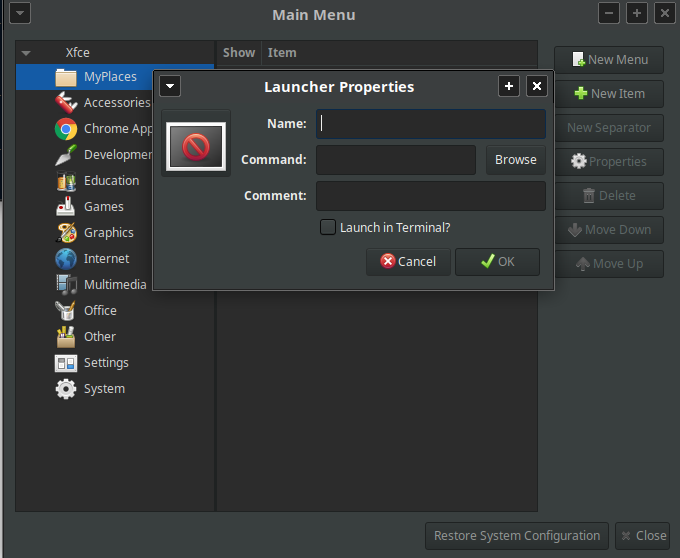 Main Menu
Xfce
Show Item
MyPlaces
Accessories
Chrome App
Developmen
Education
Games
Graphics
Internet
Multimedia
Office
Other
Settings
System
Launcher Properties
Name:
Command:
Browse
Comment:
Launch in Terminal?
Cancel
OK
New Menu
New Item
New Separator
Properties
Delete
Move Down
Move Up
Restore System Configuration
Close